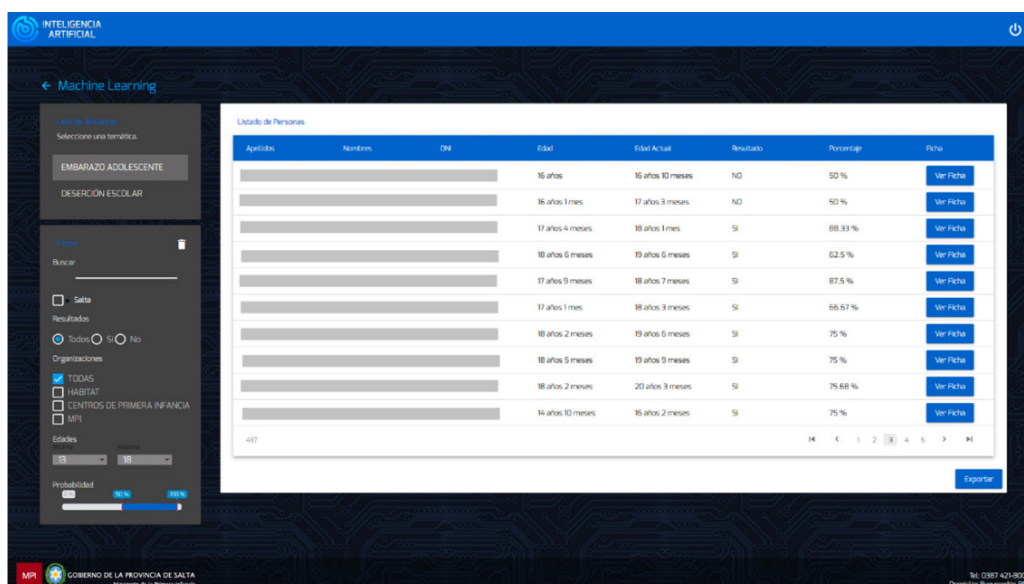 INTELIGENCIA
ARTIFICIAL
Machine Learning
Seleccione una temática.
EMBARAZO ADOLESCENTE
DESERCIÓN ESCOLAR
Buscar
Salta
Resultados
Todos SI No
Organizaciones
TODAS
HABITAT
CENTROS DE PRIMERA INFANCIA
MPI
Edades
13 18
Probabilidad
50 % 100 %
Listado de Personas
Apellidos Nombres DNI Edad Edad Actual Resultado Porcentaje Ficha
16 años 16 años 10 meses NO 50 % Ver Ficha
16 años 1 mes 17 años 3 meses NO 50 % Ver Ficha
17 años 4 meses 18 años 1 mes SI 88.33 % Ver Ficha
18 años 6 meses 19 años 6 meses SI 62.5 % Ver Ficha
17 años 9 meses 18 años 7 meses SI 87.5 % Ver Ficha
17 años 1 mes 18 años 3 meses SI 66.67 % Ver Ficha
18 años 2 meses 19 años 6 meses SI 75 % Ver Ficha
18 años 5 meses 19 años 9 meses SI 75 % Ver Ficha
18 años 2 meses 20 años 3 meses SI 75.68 % Ver Ficha
14 años 10 meses 16 años 2 meses SI 75 % Ver Ficha
1 2 3 4 5
Exportar
MPI GOBIERNO DE LA PROVINCIA DE SALTA